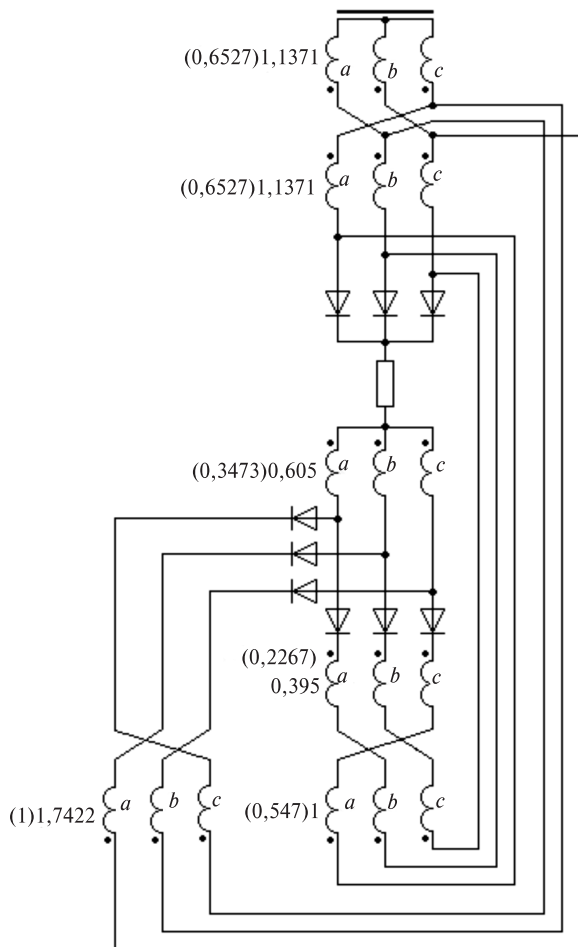 (0,6527)1,1371 a b c
(0,6527)1,1371 a b c
(0,3473)0,605 a b c
(0,2267)
0,395 a b c
(1)1,7422 a b c (0,547)1 a b c